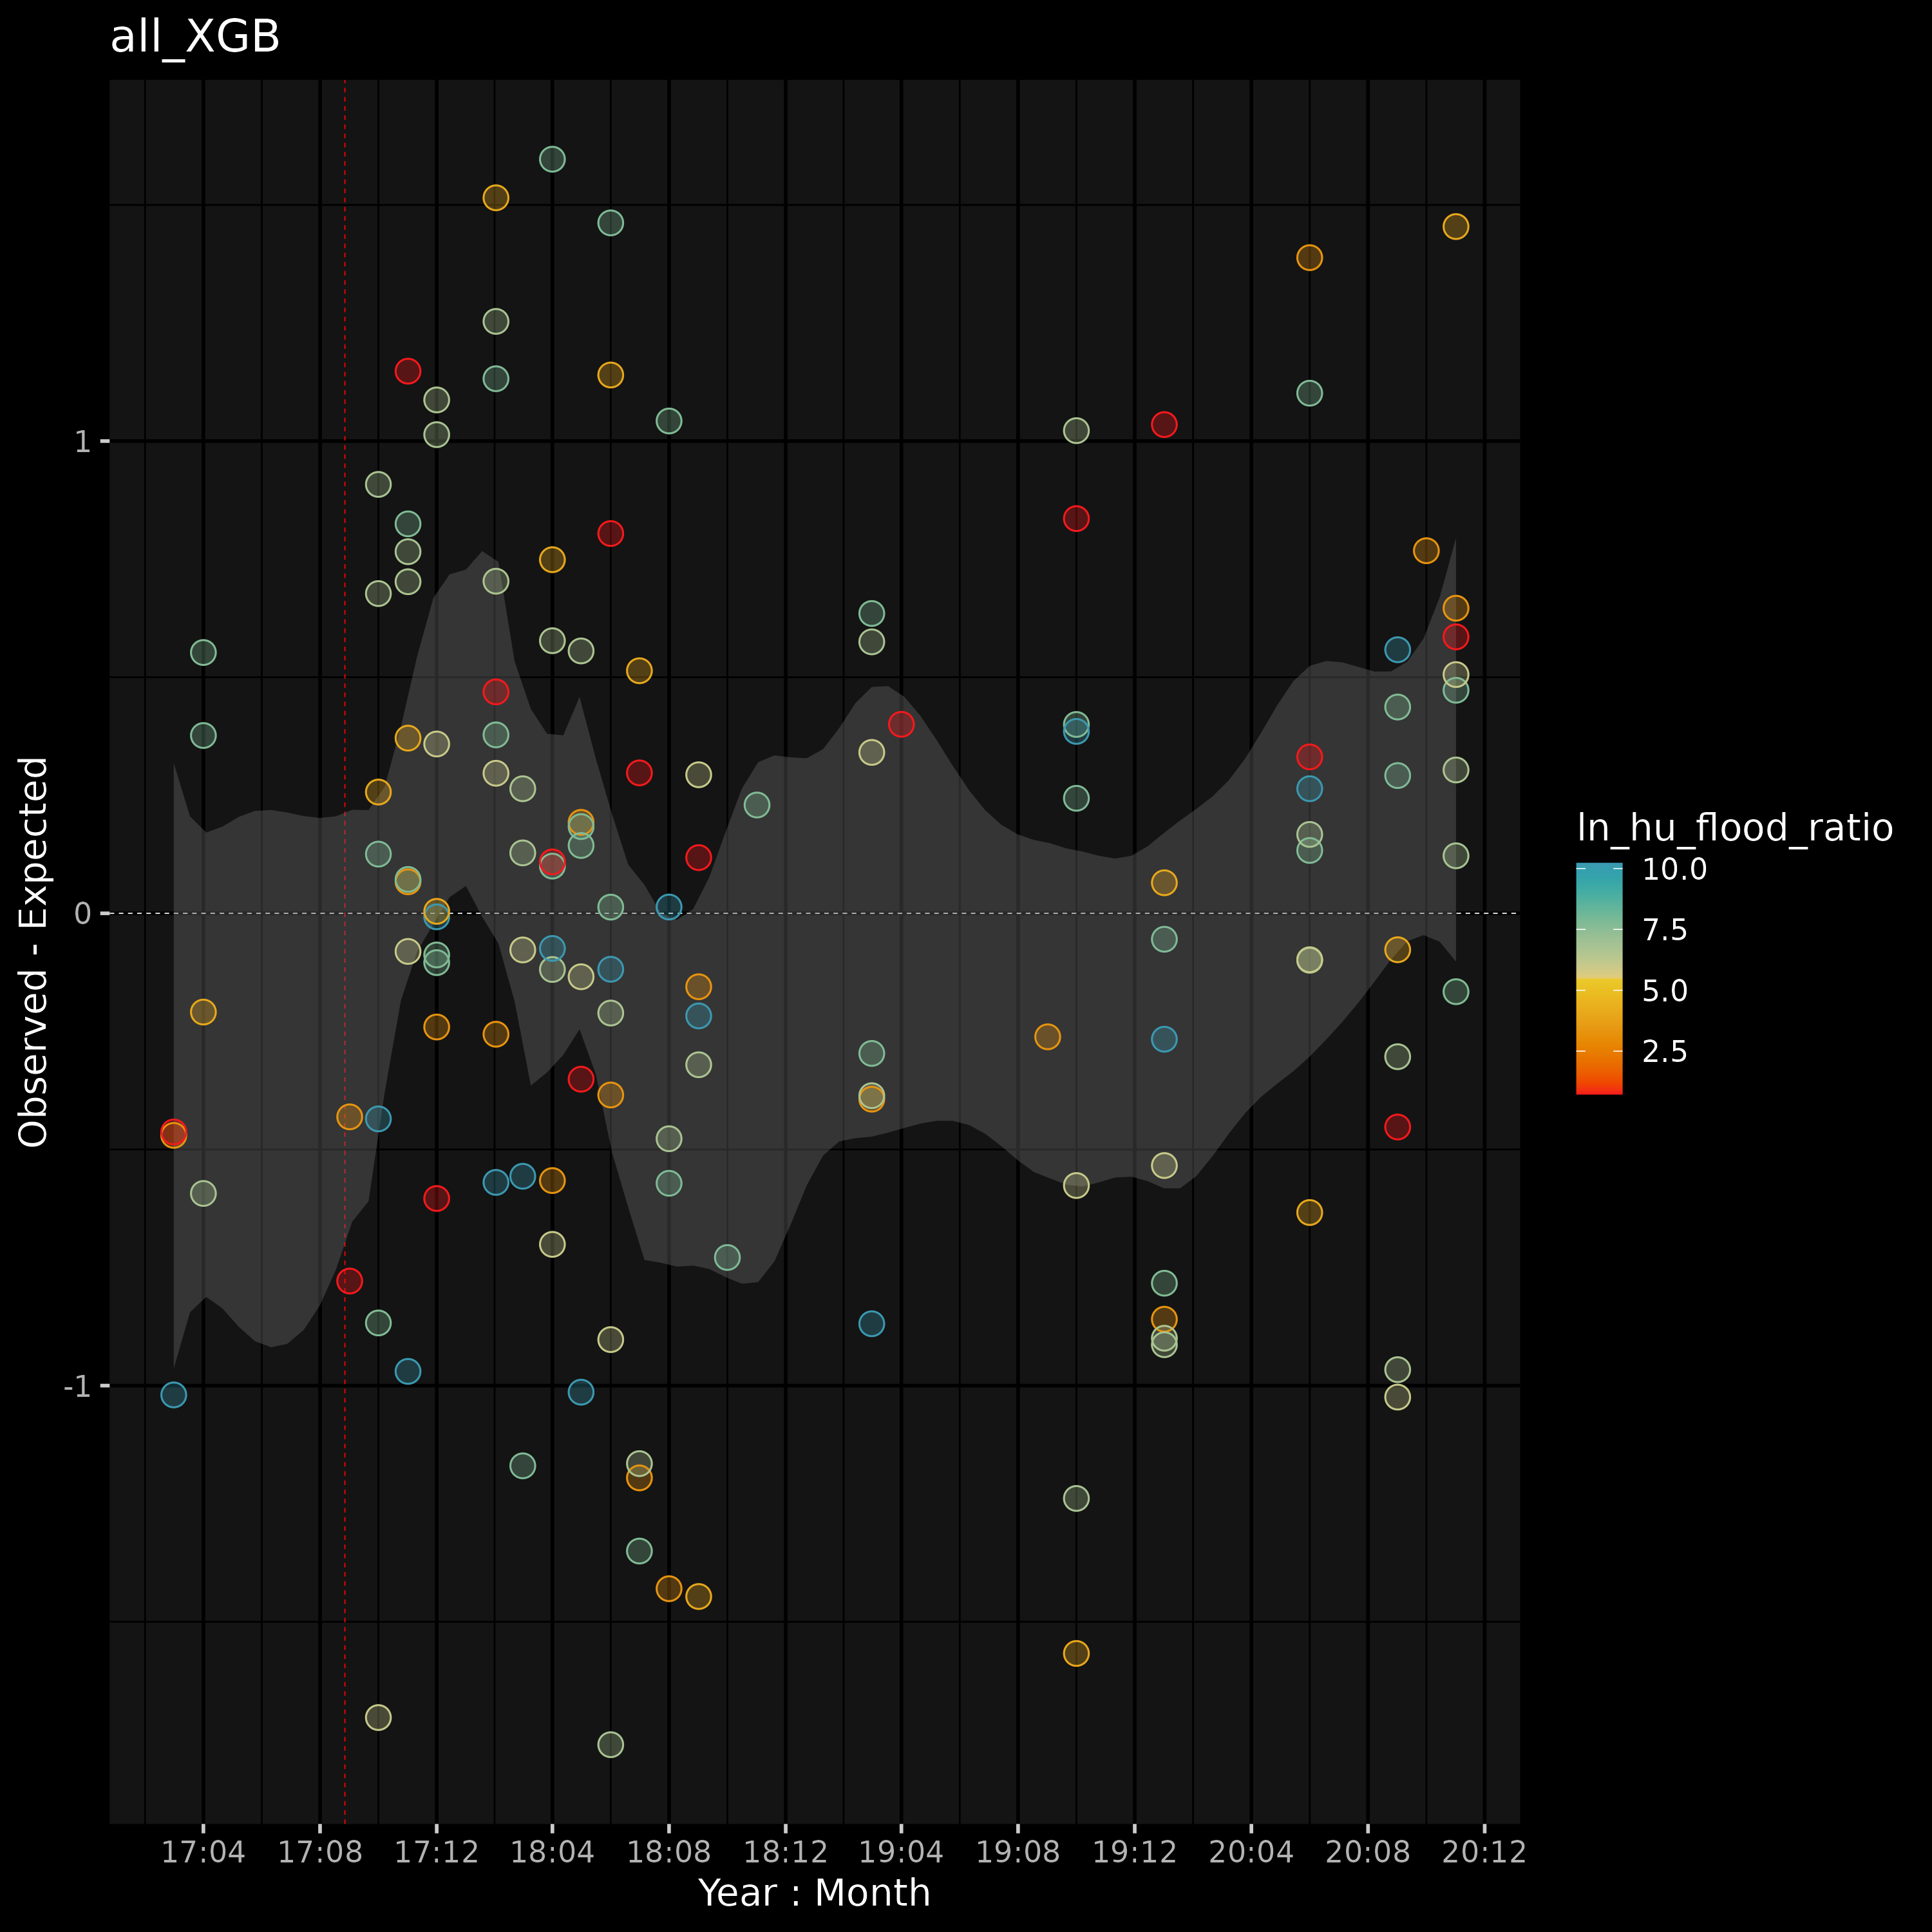 all_XGB
Observed - Expected
1
0
-1
17:04 17:08 17:12 18:04 18:08 18:12 19:04 19:08 19:12 20:04 20:08 20:12
Year : Month
ln_hu_flood_ratio
10.0
7.5
5.0
2.5